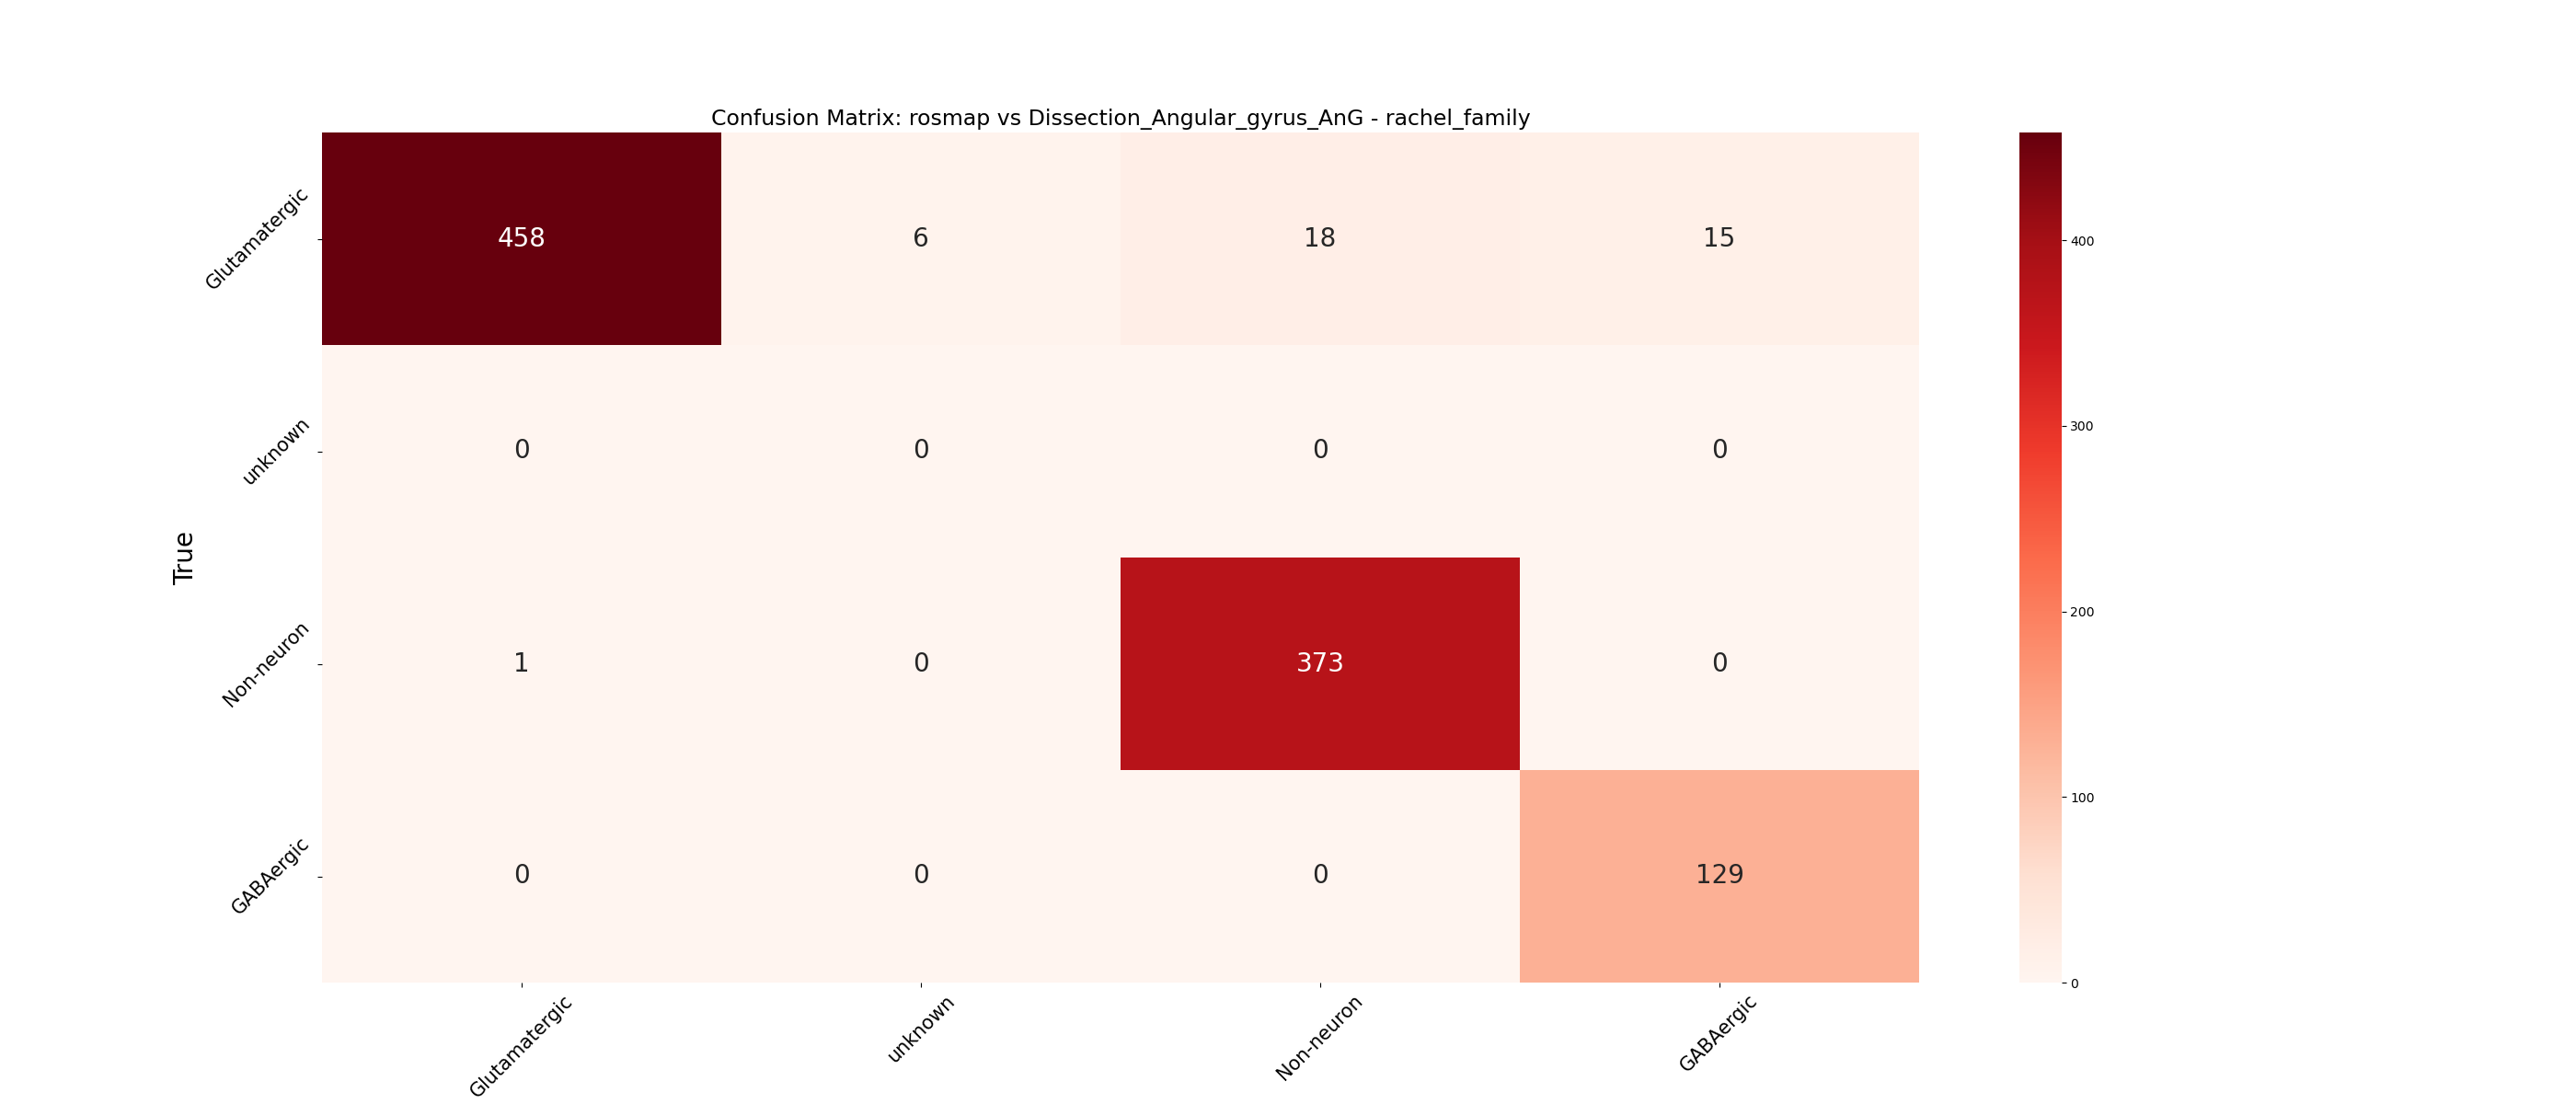 Confusion Matrix: rosmap vs Dissection_Angular_gyrus_AnG - rachel_family
True
Glutamatergic
458 6 18 15
unknown
0 0 0 0
Non-neuron
1 0 373 0
GABAergic
0 0 0 129
Glutamatergic unknown Non-neuron GABAergic
400
300
200
100
0